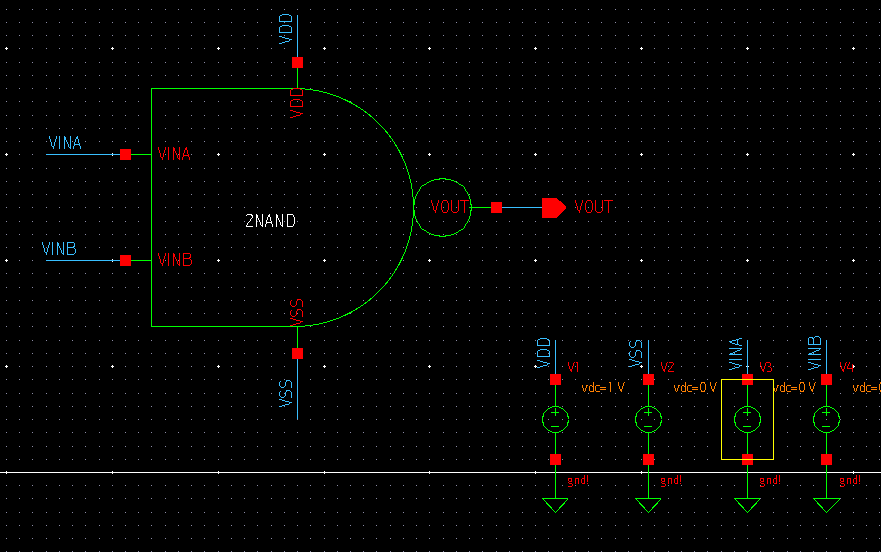 VDD
VDD
VINA
VINA
VOUT
VOUT
2NAND
VINB
VINB
VSS
VSS
VDD
V1
vdc=1 V
gnd!
VSS
V2
vdc=0 V
gnd!
VINA
V3
vdc=0 V
gnd!
VINB
V4
vdc=0
gnd!